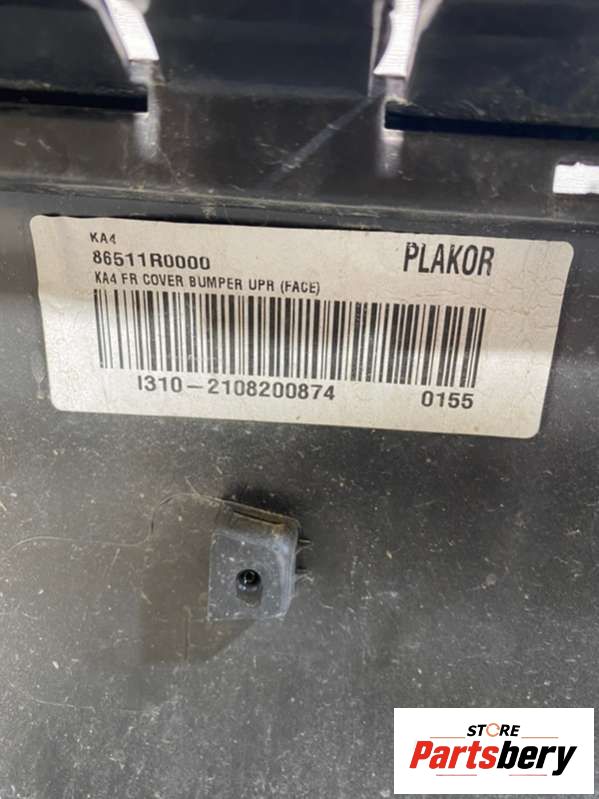 KA4
86511R0000
PLAKOR
KA4 FR COVER BUMPER UPR (FACE)
I310-2108200874
0155
STORE
Partsbery